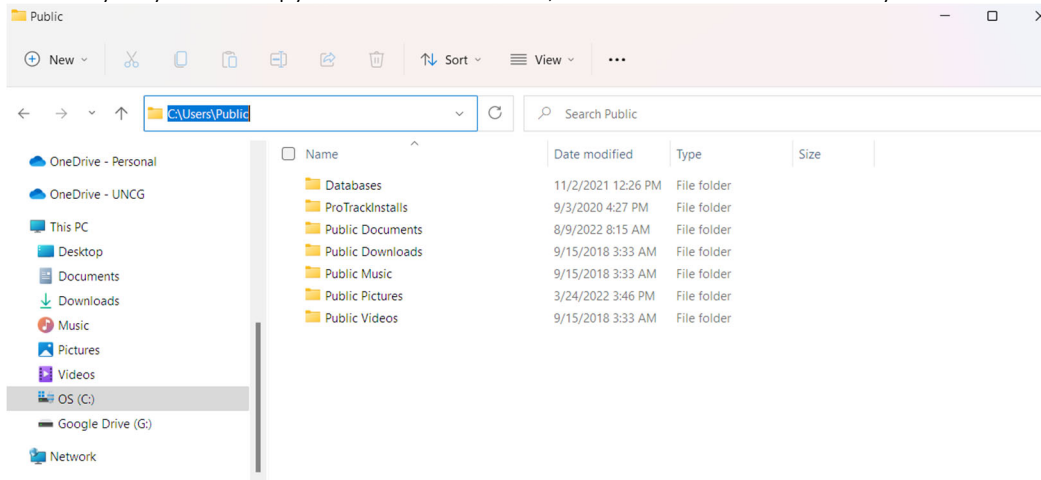 Public
New
Sort
View
C:\Users\Public
Search Public
OneDrive - Personal
OneDrive - UNCG
This PC
Desktop
Documents
Downloads
Music
Pictures
Videos
OS (C:)
Google Drive (G:)
Network
Name Date modified Type Size
Databases 11/2/2021 12:26 PM File folder
ProTrackInstalls 9/3/2020 4:27 PM File folder
Public Documents 8/9/2022 8:15 AM File folder
Public Downloads 9/15/2018 3:33 AM File folder
Public Music 9/15/2018 3:33 AM File folder
Public Pictures 3/24/2022 3:46 PM File folder
Public Videos 9/15/2018 3:33 AM File folder